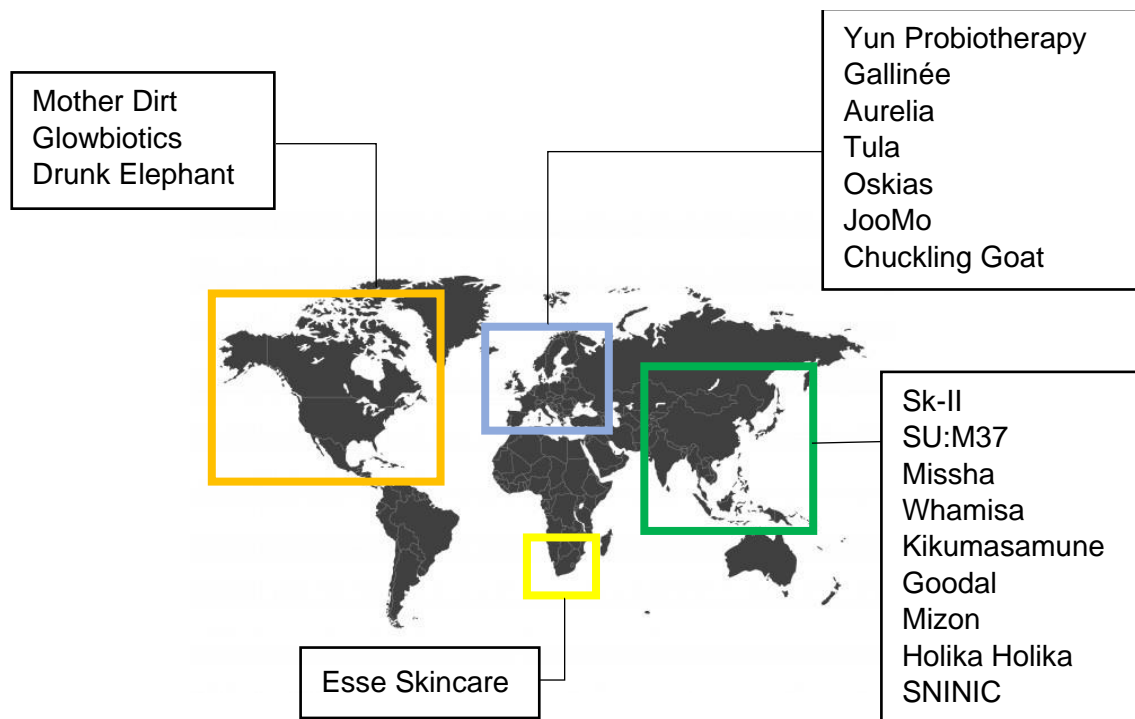 Mother Dirt
Glowbiotics
Drunk Elephant
Yun Probiotherapy
Gallinée
Aurelia
Tula
Oskias
JooMo
Chuckling Goat
Sk-II
SU:M37
Missha
Whamisa
Kikumasamune
Goodal
Mizon
Holika Holika
SNINIC
Esse Skincare